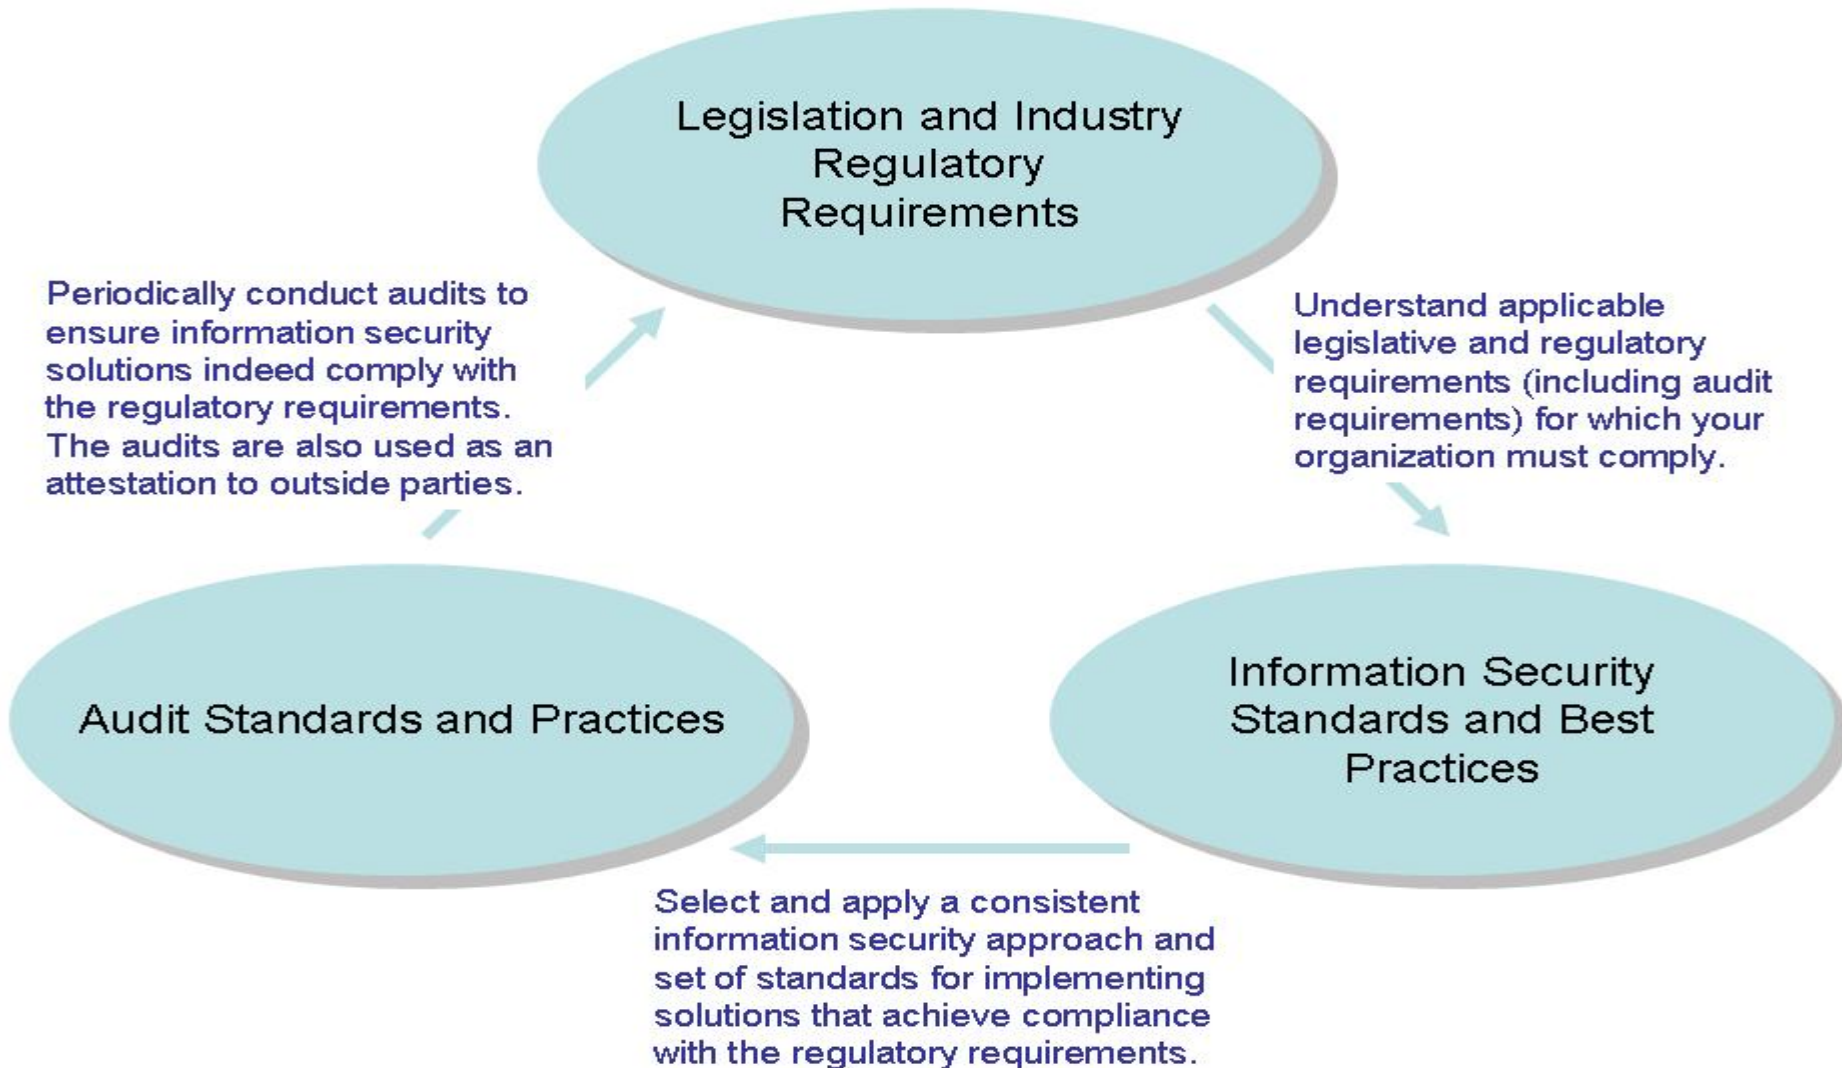 Legislation and Industry
Regulatory
Requirements
Periodically conduct audits to
ensure information security
solutions indeed comply with
the regulatory requirements.
The audits are also used as an
attestation to outside parties.
Understand applicable
legislative and regulatory
requirements (including audit
requirements) for which your
organization must comply.
Audit Standards and Practices
Information Security
Standards and Best
Practices
Select and apply a consistent
information security approach and
set of standards for implementing
solutions that achieve compliance
with the regulatory requirements.